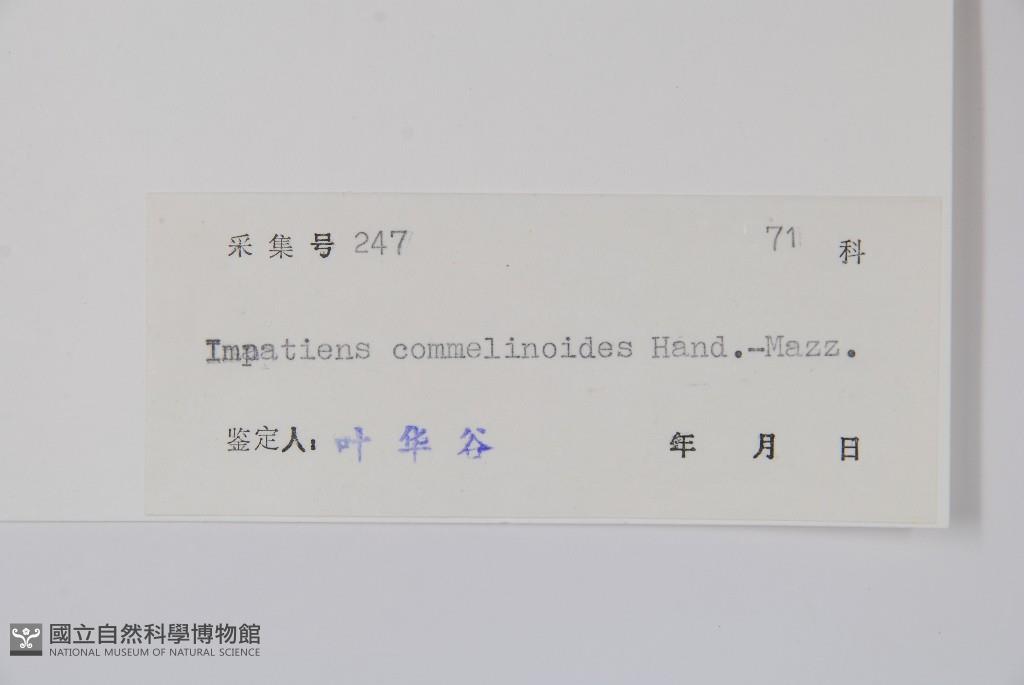 采集号 247 71 科
Impatiens commelinoides Hand.-Mazz.
鉴定人: 叶华谷 年 月 日
國立自然科學博物館
NATIONAL MUSEUM OF NATURAL SCIENCE